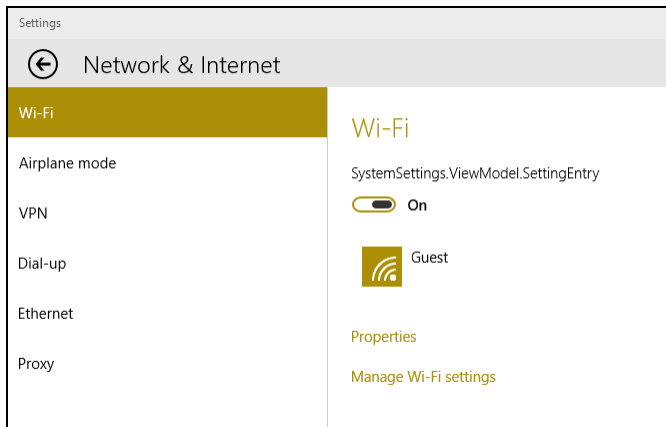 Settings
Network & Internet
Wi-Fi
Airplane mode
VPN
Dial-up
Ethernet
Proxy
Wi-Fi
SystemSettings.ViewModel.SettingEntry
On
Guest
Properties
Manage Wi-Fi settings